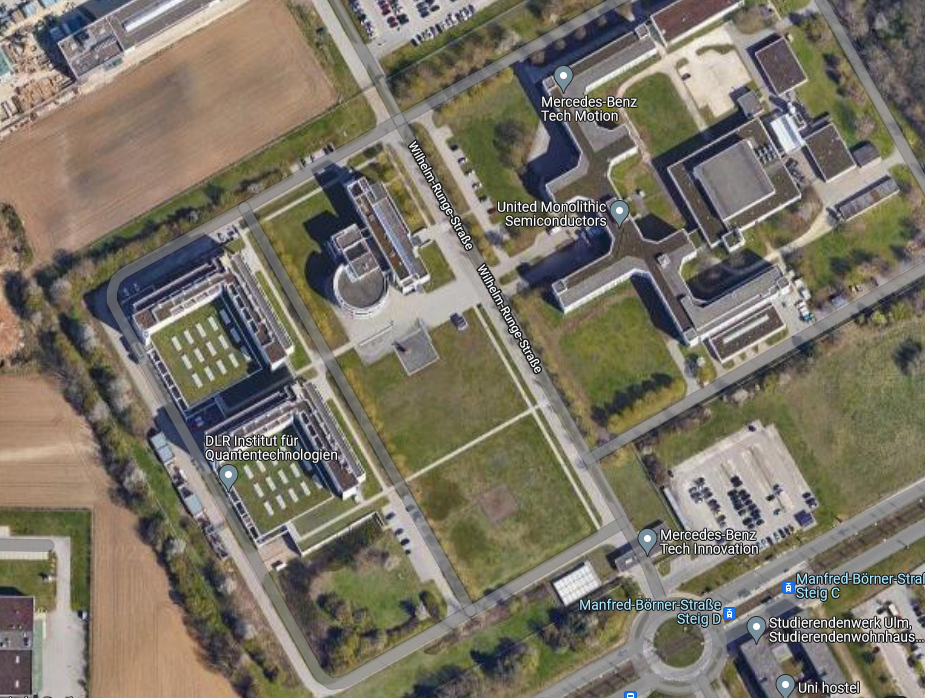 Mercedes-Benz
Tech Motion
Wilhelm-Runge-Straße
United Monolithic
Semiconductors
Wilhelm-Runge-Straße
DLR Institut für
Quantentechnologien
Mercedes-Benz
Tech Innovation
Manfred-Börner-Straß
Steig C
Manfred-Börner-Straße
Steig D
Studierendenwerk Ulm,
Studierendenwohnhaus...
Uni hostel